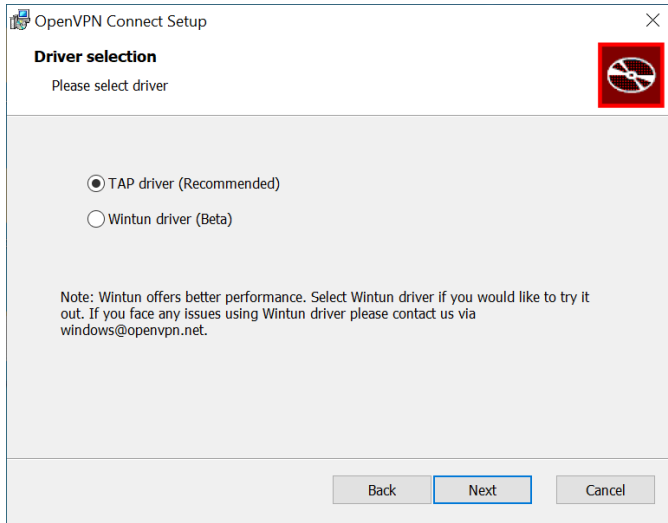 OpenVPN Connect Setup
Driver selection
Please select driver
TAP driver (Recommended)
Wintun driver (Beta)
Note: Wintun offers better performance. Select Wintun driver if you would like to try it
out. If you face any issues using Wintun driver please contact us via
windows@openvpn.net.
Back
Next
Cancel